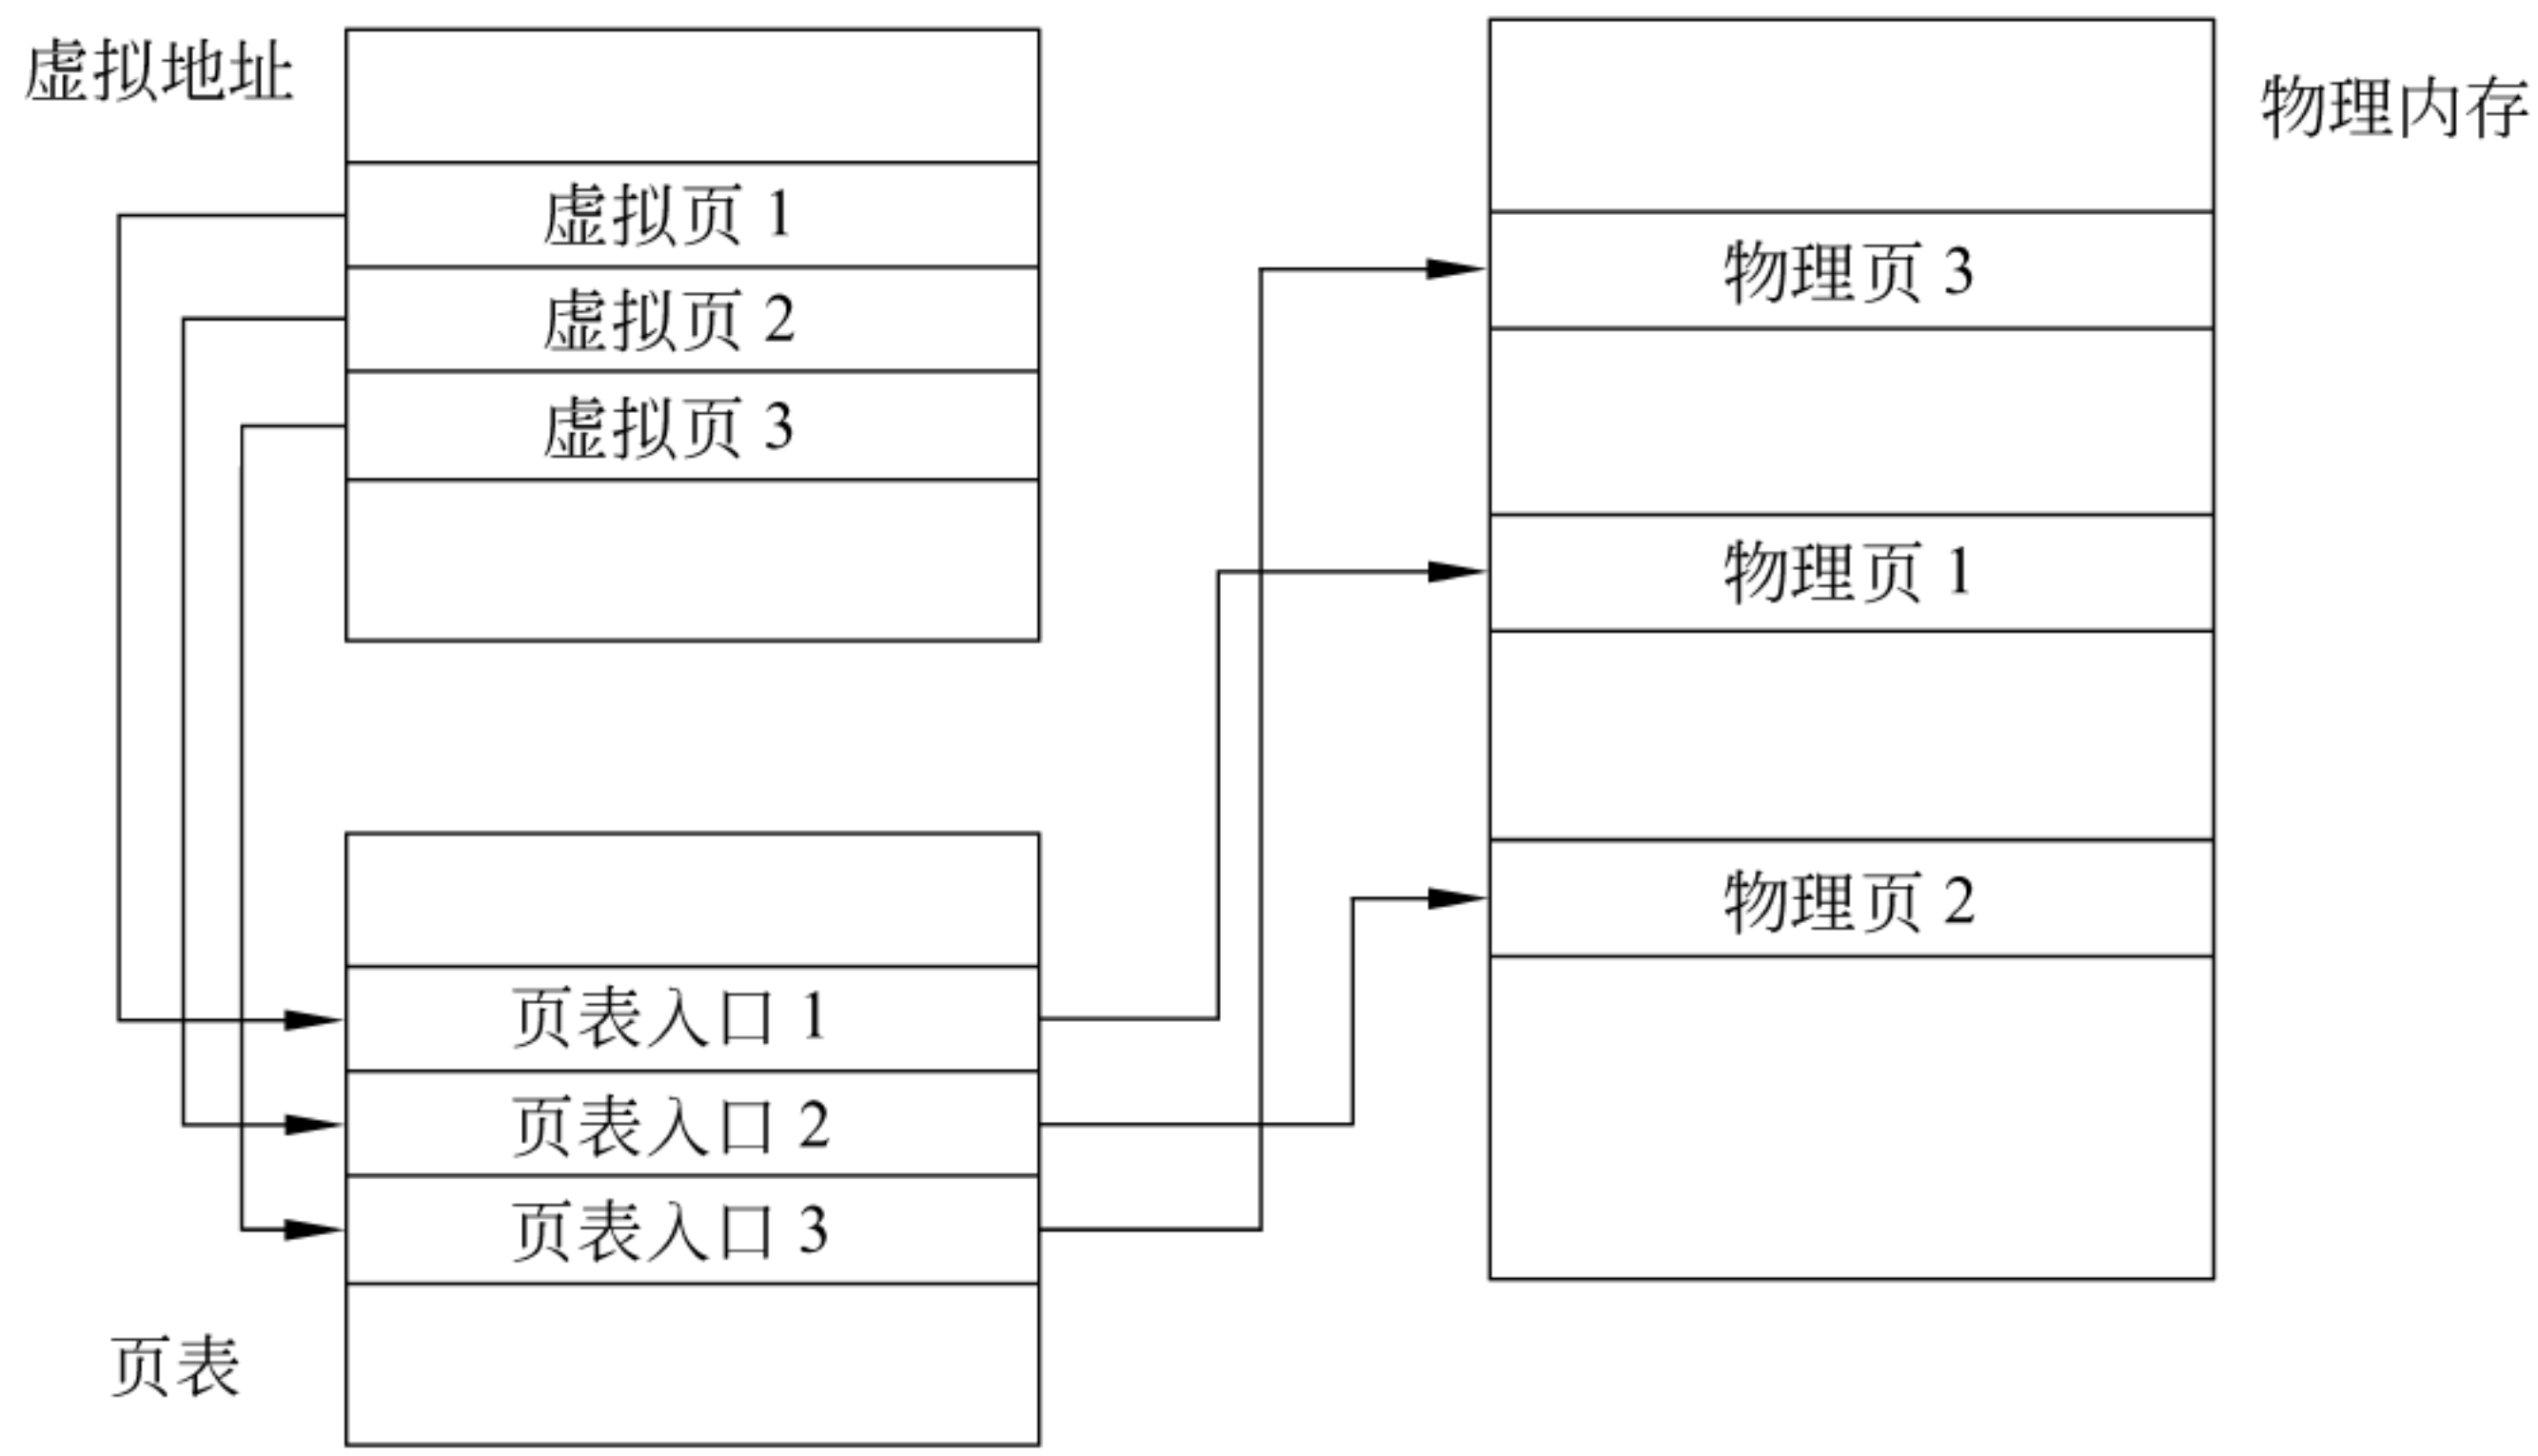 虚拟地址
虚拟页 1
虚拟页 2
虚拟页 3
页表入口 1
页表入口 2
页表入口 3
页表
物理内存
物理页 3
物理页 1
物理页 2